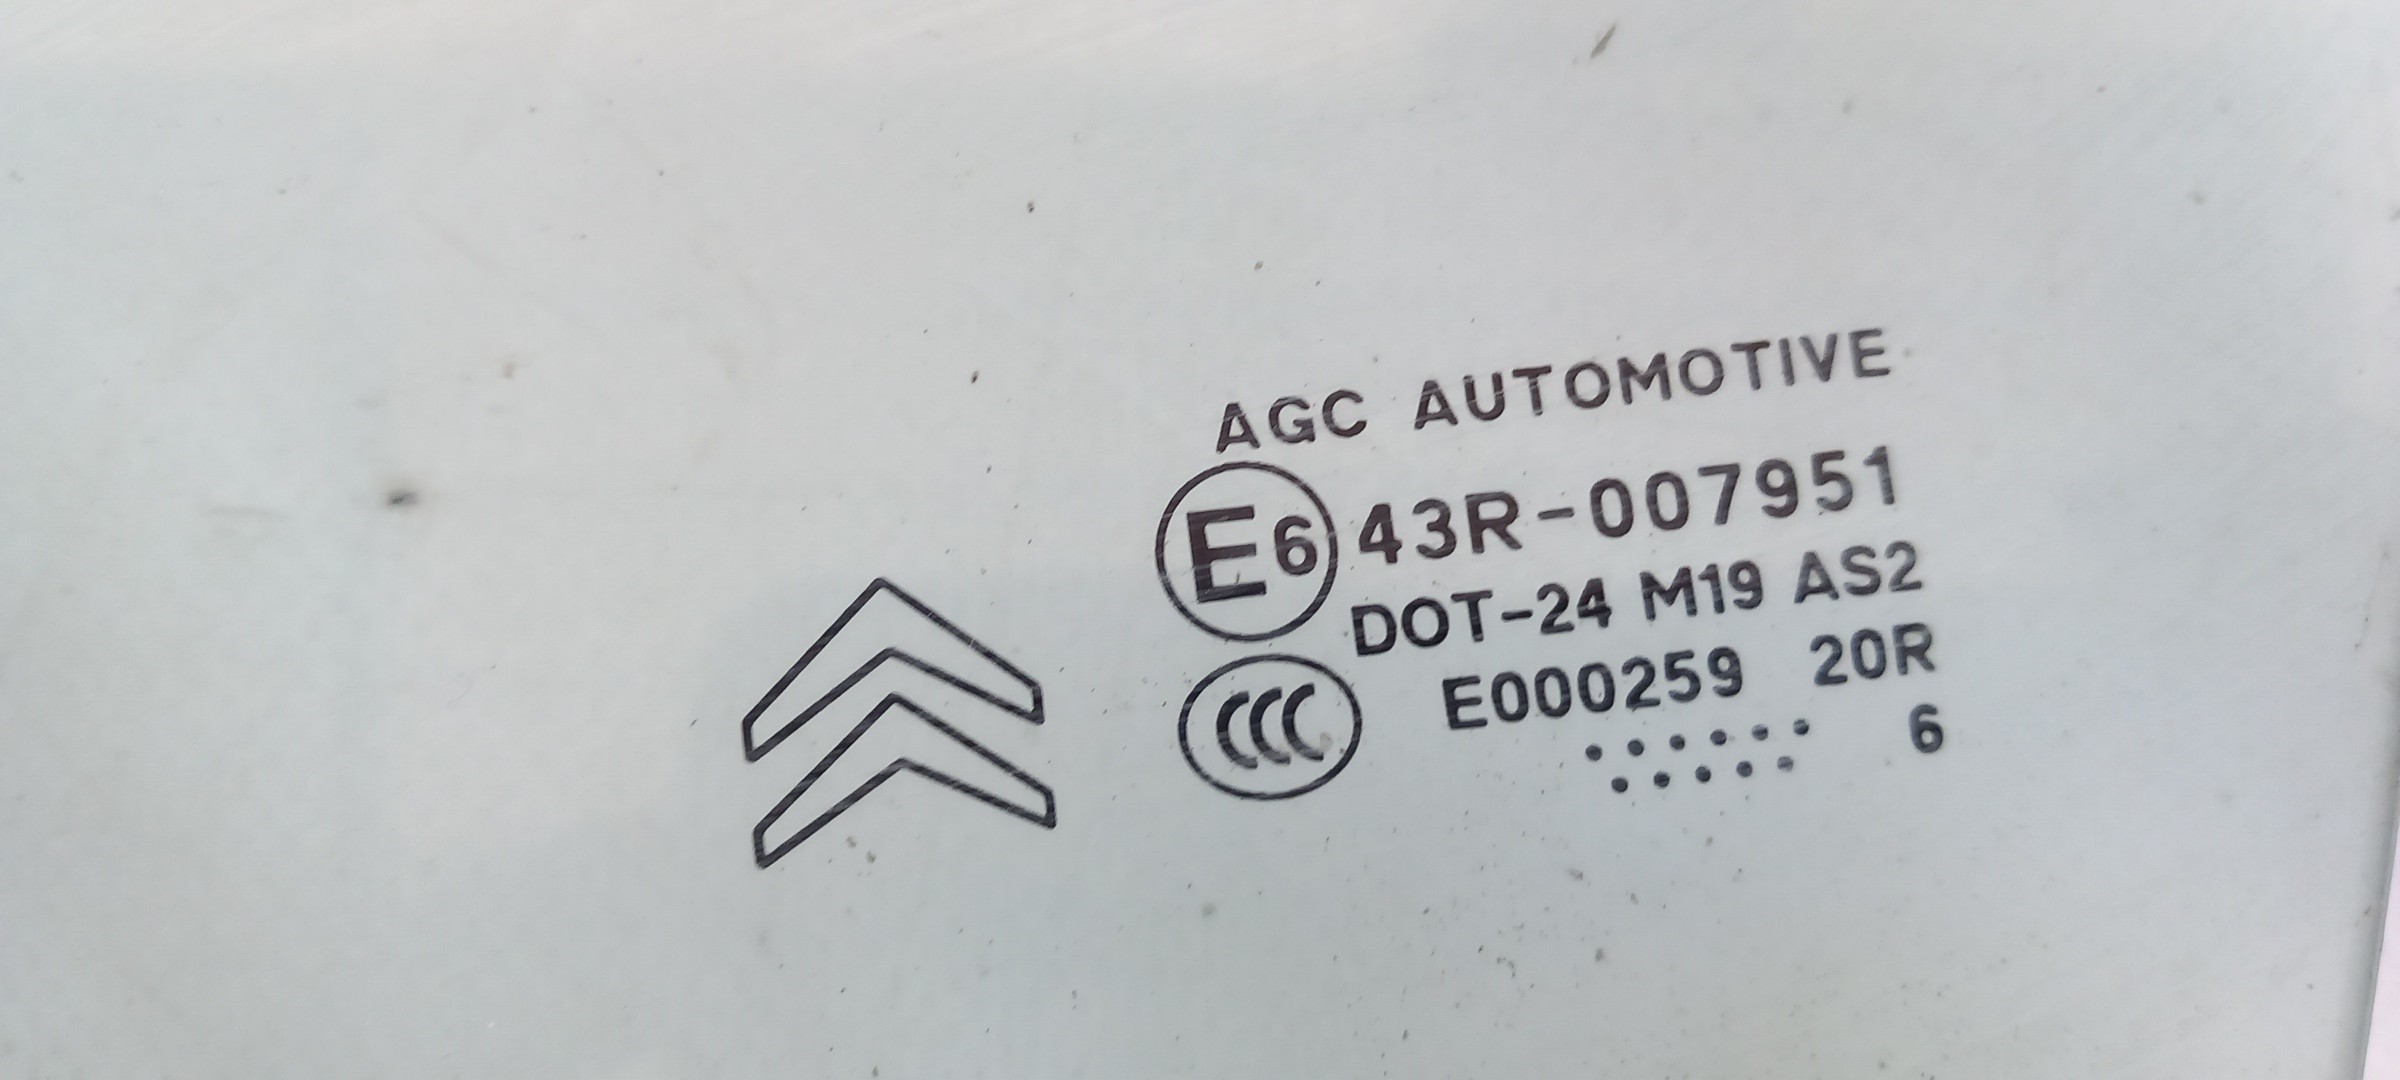 AGC AUTOMOTIVE
E6 43R-007951
DOT-24 M19 AS2
CCC E000259 20R
6